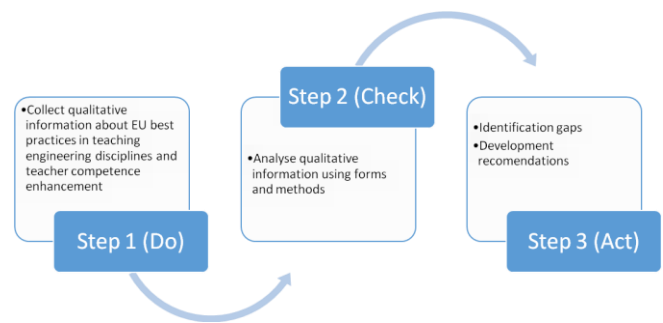 •Collect qualitative
information about EU best
practices in teaching
engineering disciplines and
teacher competence
enhancement
Step 1 (Do)
Step 2 (Check)
•Analyse qualitative
information using forms
and methods
•Identification gaps
•Development
recomendations
Step 3 (Act)